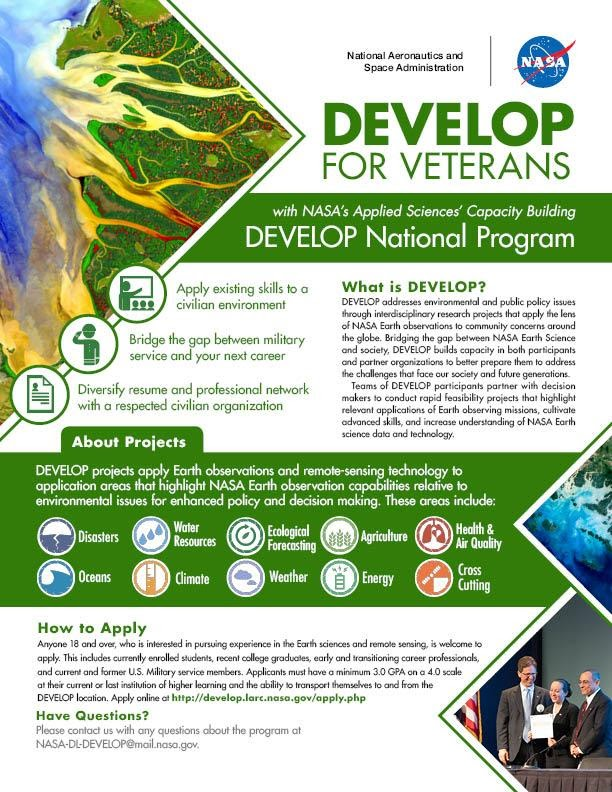 National Aeronautics and
Space Administration
NASA
DEVELOP
FOR VETERANS
with NASA's Applied Sciences' Capacity Building
DEVELOP National Program
Apply existing skills to a
civilian environment
Bridge the gap between military
service and your next career
Diversify resume and professional network
with a respected civilian organization
What is DEVELOP?
DEVELOP addresses environmental and public policy issues
through interdisciplinary research projects that apply the lens
of NASA Earth observations to community concerns around
the globe. Bridging the gap between NASA Earth Science
and society, DEVELOP builds capacity in both participants
and partner organizations to better prepare them to address
the challenges that face our society and future generations.
Teams of DEVELOP participants partner with decision
makers to conduct rapid feasibility projects that highlight
relevant applications of Earth observing missions, cultivate
advanced skills, and increase understanding of NASA Earth
science data and technology.
About Projects
DEVELOP projects apply Earth observations and remote-sensing technology to
application areas that highlight NASA Earth observation capabilities relative to
environmental issues for enhanced policy and decision making. These areas include:
Disasters
Water
Resources
Ecological
Forecasting
Agriculture
Health &
Air Quality
Oceans
Climate
Weather
Energy
Cross
Cutting
How to Apply
Anyone 18 and over, who is interested in pursuing experience in the Earth sciences and remote sensing, is welcome to
apply. This includes currently enrolled students, recent college graduates, early and transitioning career professionals,
and current and former U.S. Military service members. Applicants must have a minimum 3.0 GPA on a 4.0 scale
at their current or last institution of higher learning and the ability to transport themselves to and from the
DEVELOP location. Apply online at http://develop.larc.nasa.gov/apply.php
Have Questions?
Please contact us with any questions about the program at
NASA-DL-DEVELOP@mail.nasa.gov.